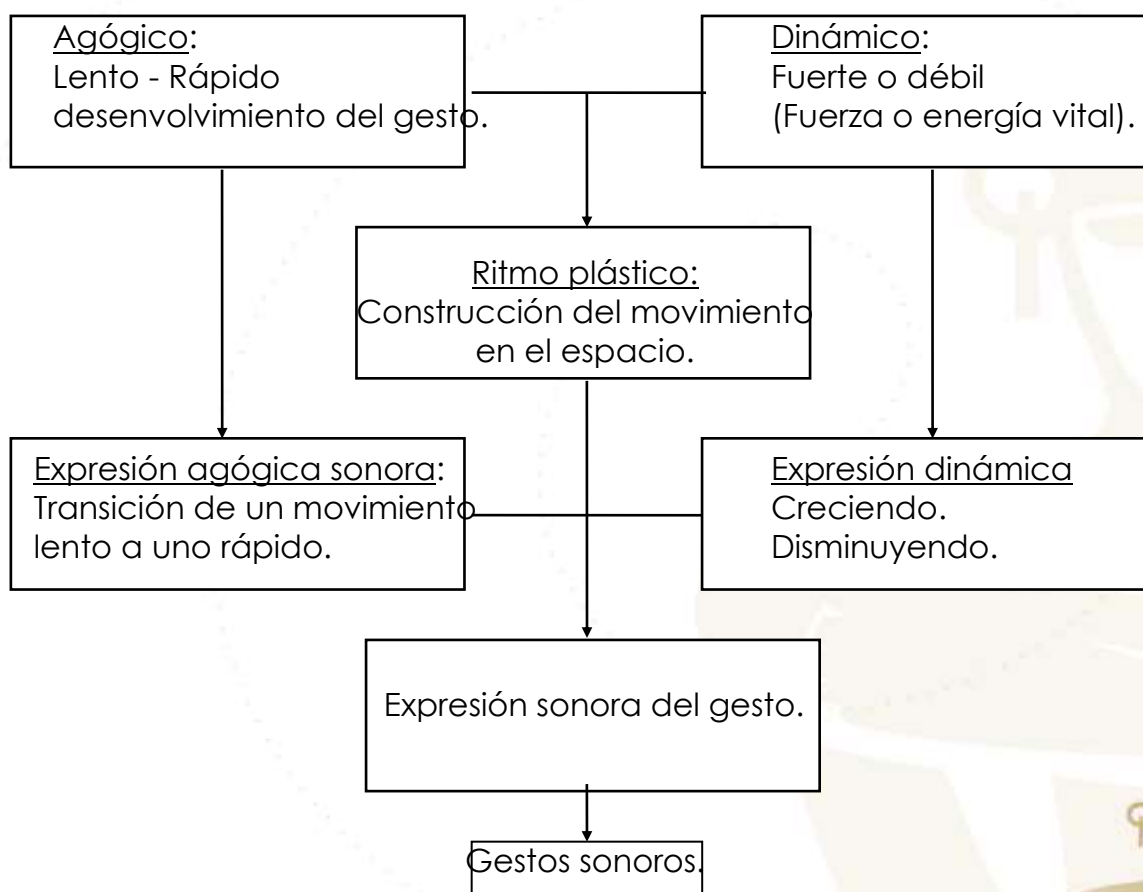 Agógico:
Lento - Rápido
desenvolvimiento del gesto.
Dinámico:
Fuerte o débil
(Fuerza o energía vital).
Ritmo plástico:
Construcción del movimiento
en el espacio.
Expresión agógica sonora:
Transición de un movimiento
lento a uno rápido.
Expresión dinámica
Creciendo.
Disminuyendo.
Expresión sonora del gesto.
Gestos sonoros.